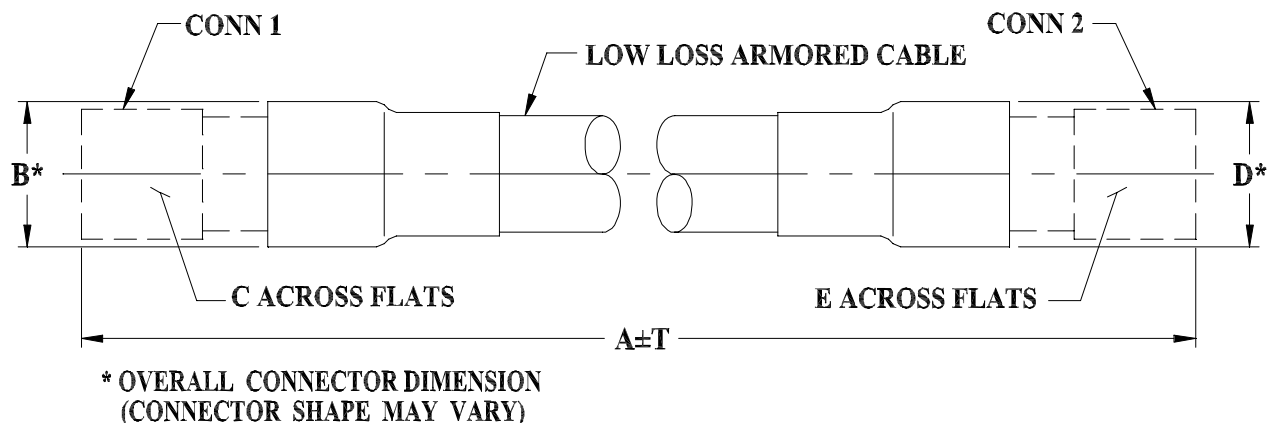 CONN 1
CONN 2
LOW LOSS ARMORED CABLE
B*
D*
C ACROSS FLATS
E ACROSS FLATS
A±T
* OVERALL CONNECTOR DIMENSION
(CONNECTOR SHAPE MAY VARY)